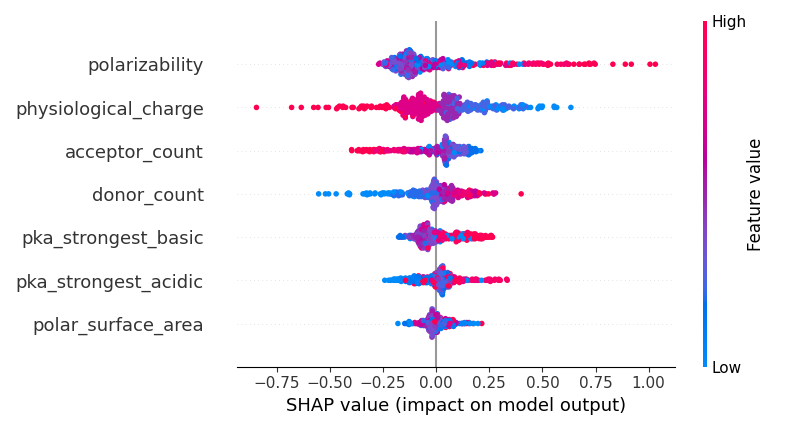 High
polarizability
physiological_charge
acceptor_count
donor_count
pka_strongest_basic
pka_strongest_acidic
polar_surface_area
Feature value
Low
−0.75 −0.50 −0.25 0.00 0.25 0.50 0.75 1.00
SHAP value (impact on model output)